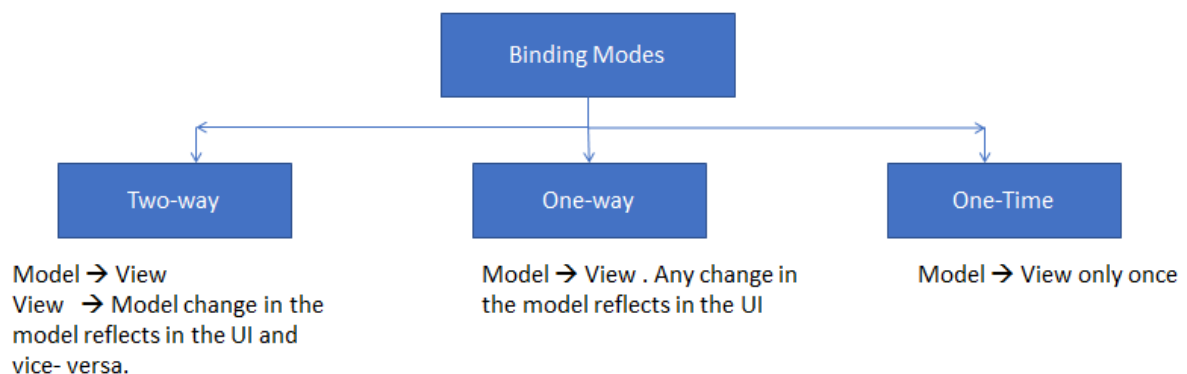 Binding Modes
Two-way
One-way
One-Time
Model → View
View → Model change in the
model reflects in the UI and
vice- versa.
Model → View . Any change in
the model reflects in the UI
Model → View only once